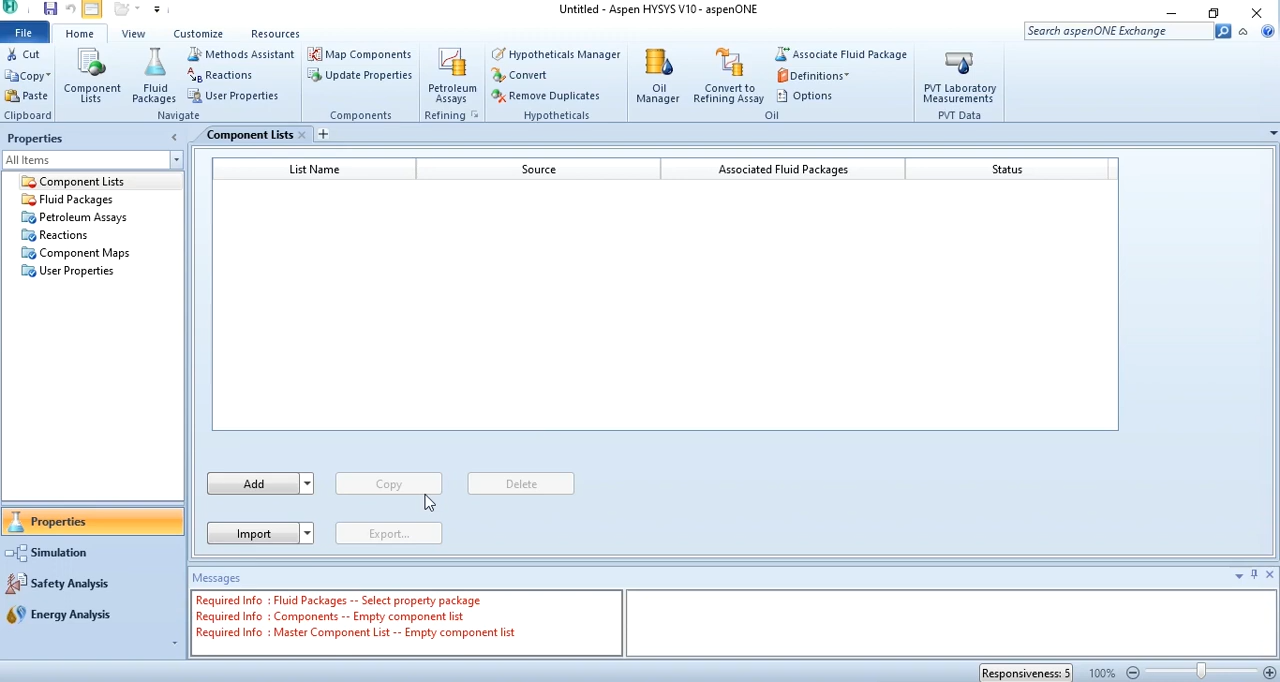 Untitled - Aspen HYSYS V10 - aspenONE
File Home View Customize Resources
Search aspenONE Exchange
Cut
Copy
Paste
Clipboard
Component Lists
Fluid Packages
Methods Assistant
Reactions
User Properties
Navigate
Map Components
Update Properties
Components
Petroleum Assays
Refining
Hypotheticals Manager
Convert
Remove Duplicates
Hypotheticals
Oil Manager
Convert to Refining Assay
Associate Fluid Package
Definitions
Options
Oil
PVT Laboratory Measurements
PVT Data
Properties
All Items
Component Lists
Fluid Packages
Petroleum Assays
Reactions
Component Maps
User Properties
Properties
Simulation
Safety Analysis
Energy Analysis
Component Lists
List Name Source Associated Fluid Packages Status
Add Copy Delete
Import Export...
Messages
Required Info : Fluid Packages -- Select property package
Required Info : Components -- Empty component list
Required Info : Master Component List -- Empty component list
Responsiveness: 5 100%